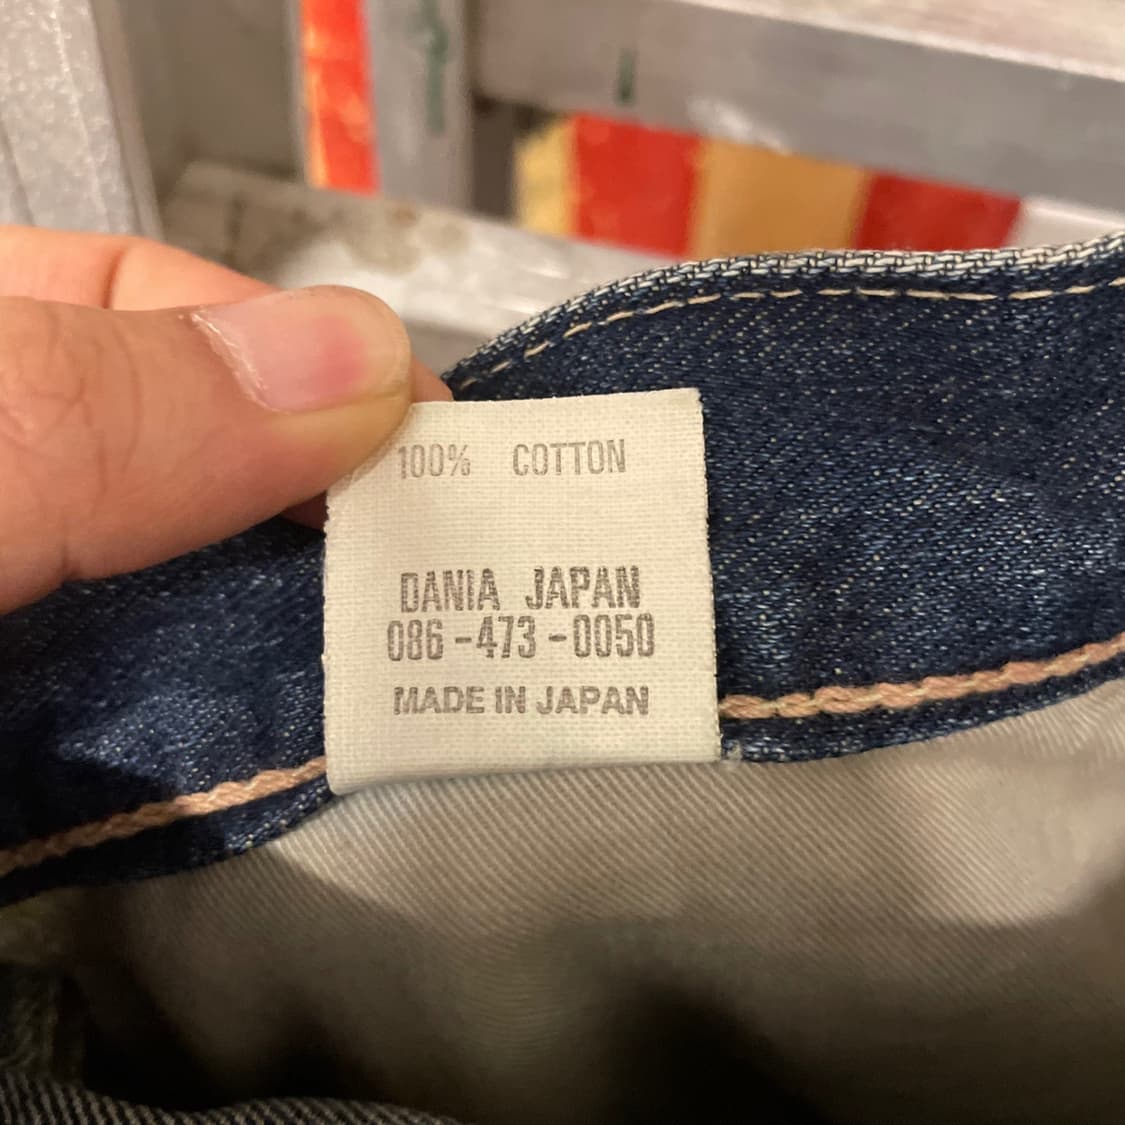 100% COTTON
DANIA JAPAN
086-473-0050
MADE IN JAPAN